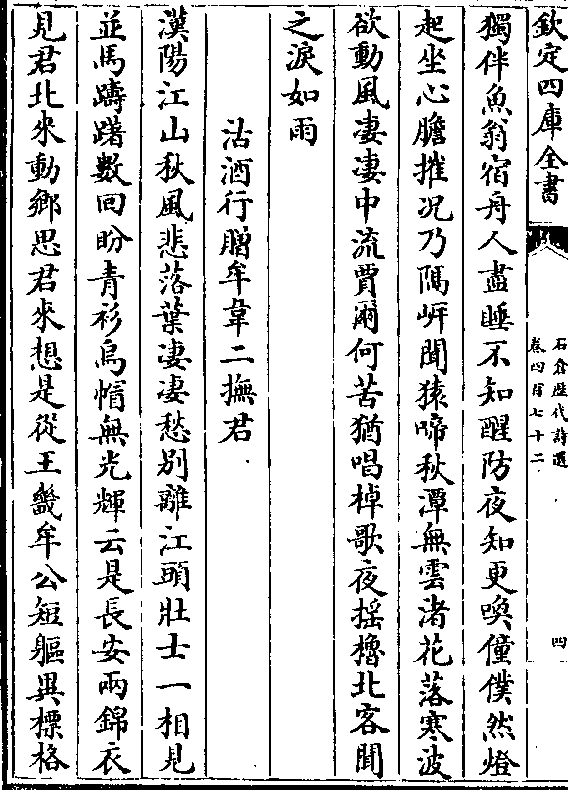 欽定四庫全書
石倉歷代詩選
卷四百七十二
四
獨伴魚翁宿舟人盡睡不知醒防夜知更喚僮僕然燈
起坐心膽摧况乃隔岍聞猿啼秋潭無雲渚花落寒波
欲動風凄凄中流賈爾何苦猶唱棹歌夜揺櫓北客聞
之淚如雨
沽酒行贈牟韋二撫君
漢陽江山秋風悲落葉凄凄愁别離江頭壯士一相見
並馬躊躇數回盼青衫烏帽無光輝云是長安兩錦衣
見君北來動鄉思君來想是從王畿牟公短軀異標格